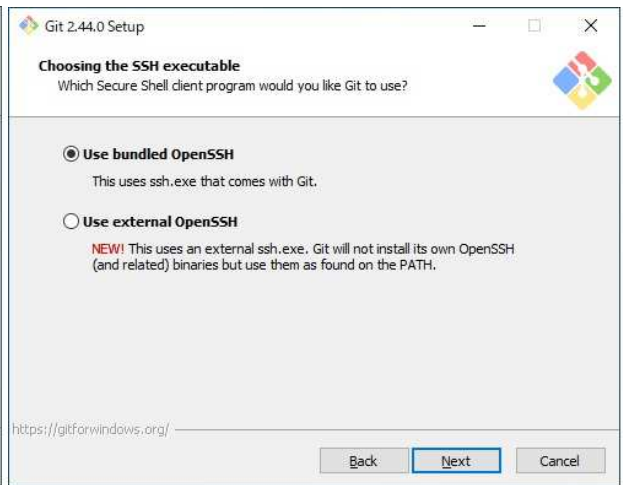 Git 2.44.0 Setup
Choosing the SSH executable
Which Secure Shell client program would you like Git to use?
Use bundled OpenSSH
This uses ssh.exe that comes with Git.
Use external OpenSSH
NEW! This uses an external ssh.exe. Git will not install its own OpenSSH
(and related) binaries but use them as found on the PATH.
https://gitforwindows.org/
Back Next Cancel